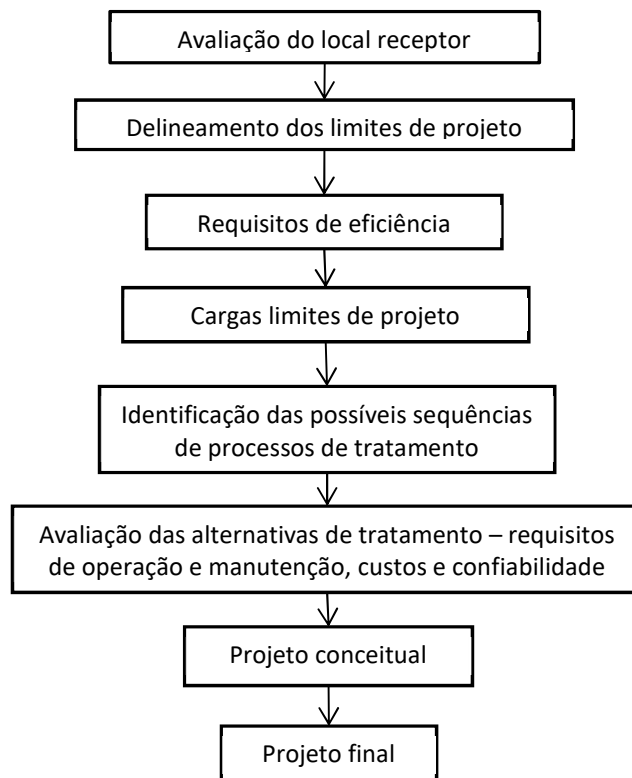 Avaliação do local receptor
Delineamento dos limites de projeto
Requisitos de eficiência
Cargas limites de projeto
Identificação das possíveis sequências
de processos de tratamento
Avaliação das alternativas de tratamento – requisitos
de operação e manutenção, custos e confiabilidade
Projeto conceitual
Projeto final